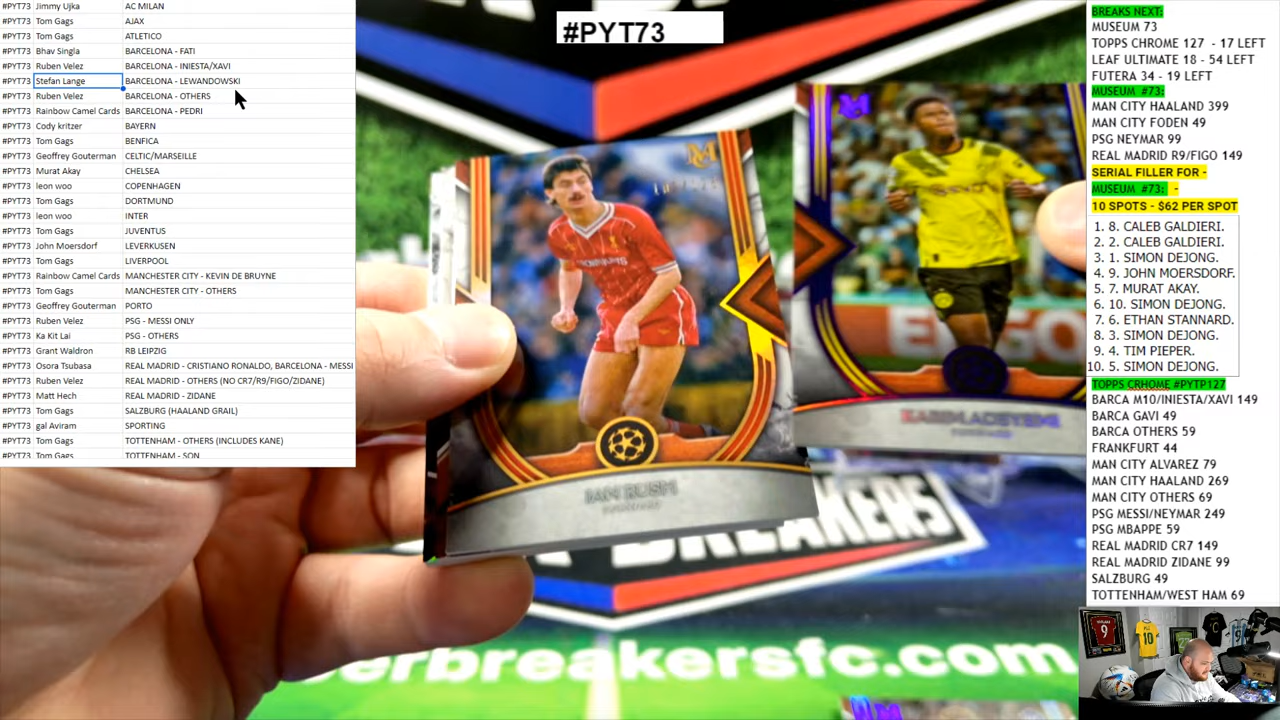 #PYT73 Jimmy Ujka AC MILAN
#PYT73 Tom Gags AJAX
#PYT73 Tom Gags ATLETICO
#PYT73 Bhav Singla BARCELONA - FATI
#PYT73 Ruben Velez BARCELONA - INIESTA/XAVI
#PYT73 Stefan Lange BARCELONA - LEWANDOWSKI
#PYT73 Ruben Velez BARCELONA - OTHERS
#PYT73 Rainbow Camel Cards BARCELONA - PEDRI
#PYT73 Cody kritzer BAYERN
#PYT73 Tom Gags BENFICA
#PYT73 Geoffrey Gouterman CELTIC/MARSEILLE
#PYT73 Murat Akay CHELSEA
#PYT73 leon woo COPENHAGEN
#PYT73 Tom Gags DORTMUND
#PYT73 leon woo INTER
#PYT73 Tom Gags JUVENTUS
#PYT73 John Moersdorf LEVERKUSEN
#PYT73 Tom Gags LIVERPOOL
#PYT73 Rainbow Camel Cards MANCHESTER CITY - KEVIN DE BRUYNE
#PYT73 Tom Gags MANCHESTER CITY - OTHERS
#PYT73 Geoffrey Gouterman PORTO
#PYT73 Ruben Velez PSG - MESSI ONLY
#PYT73 Ka Kit Lai PSG - OTHERS
#PYT73 Grant Waldron RB LEIPZIG
#PYT73 Osora Tsubasa REAL MADRID - CRISTIANO RONALDO, BARCELONA - MESSI
#PYT73 Ruben Velez REAL MADRID - OTHERS (NO CR7/R9/FIGO/ZIDANE)
#PYT73 Matt Hech REAL MADRID - ZIDANE
#PYT73 Tom Gags SALZBURG (HAALAND GRAIL)
#PYT73 gal Aviram SPORTING
#PYT73 Tom Gags TOTTENHAM - OTHERS (INCLUDES KANE)
#PYT73 Tom Gags TOTTENHAM - SON
#PYT73
IAN RUSH
BREAKERS
erbreakersfc.com
BREAKS NEXT:
MUSEUM 73
TOPPS CHROME 127 - 17 LEFT
LEAF ULTIMATE 18 - 54 LEFT
FUTERA 34 - 19 LEFT
MUSEUM #73:
MAN CITY HAALAND 399
MAN CITY FODEN 49
PSG NEYMAR 99
REAL MADRID R9/FIGO 149
SERIAL FILLER FOR -
MUSEUM #73: -
10 SPOTS - $62 PER SPOT
1. 8. CALEB GALDIERI.
2. 2. CALEB GALDIERI.
3. 1. SIMON DEJONG.
4. 9. JOHN MOERSDORF.
5. 7. MURAT AKAY.
6. 10. SIMON DEJONG.
7. 6. ETHAN STANNARD.
8. 3. SIMON DEJONG.
9. 4. TIM PIEPER.
10. 5. SIMON DEJONG.
TOPPS CRHOME #PYTP127
BARCA M10/INIESTA/XAVI 149
BARCA GAVI 49
BARCA OTHERS 59
FRANKFURT 44
MAN CITY ALVAREZ 79
MAN CITY HAALAND 269
MAN CITY OTHERS 69
PSG MESSI/NEYMAR 249
PSG MBAPPE 59
REAL MADRID CR7 149
REAL MADRID ZIDANE 99
SALZBURG 49
TOTTENHAM/WEST HAM 69